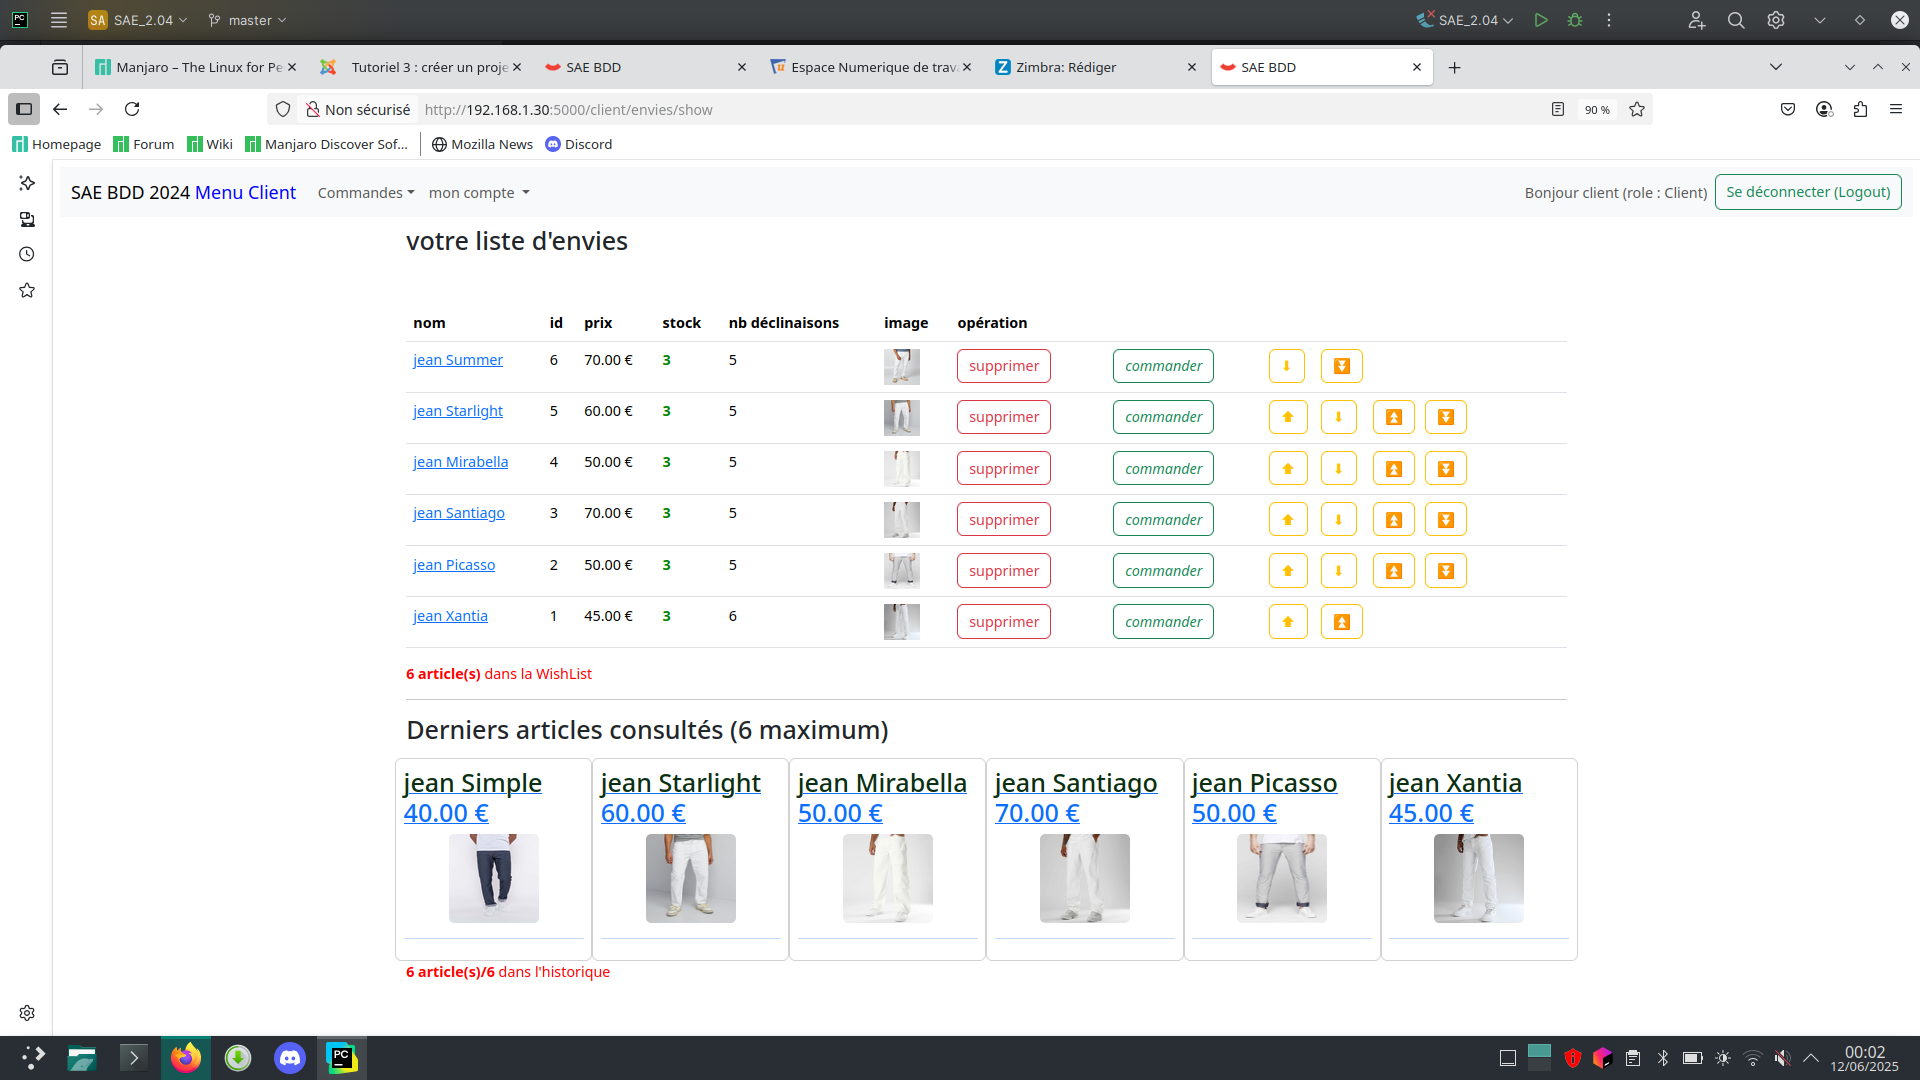 SA SAE_2.04 master SAE_2.04
Manjaro – The Linux for Pe Tutoriel 3 : créer un proje SAE BDD Espace Numerique de trav Zimbra: Rédiger SAE BDD
Non sécurisé http://192.168.1.30:5000/client/envies/show 90 %
Homepage Forum Wiki Manjaro Discover Sof... Mozilla News Discord
SAE BDD 2024 Menu Client Commandes mon compte Bonjour client (role : Client) Se déconnecter (Logout)
votre liste d'envies
nom id prix stock nb déclinaisons image opération
jean Summer 6 70.00 € 3 5 supprimer commander
jean Starlight 5 60.00 € 3 5 supprimer commander
jean Mirabella 4 50.00 € 3 5 supprimer commander
jean Santiago 3 70.00 € 3 5 supprimer commander
jean Picasso 2 50.00 € 3 5 supprimer commander
jean Xantia 1 45.00 € 3 6 supprimer commander
6 article(s) dans la WishList
Derniers articles consultés (6 maximum)
jean Simple jean Starlight jean Mirabella jean Santiago jean Picasso jean Xantia
40.00 € 60.00 € 50.00 € 70.00 € 50.00 € 45.00 €
6 article(s)/6 dans l'historique
PC
00:02
12/06/2025